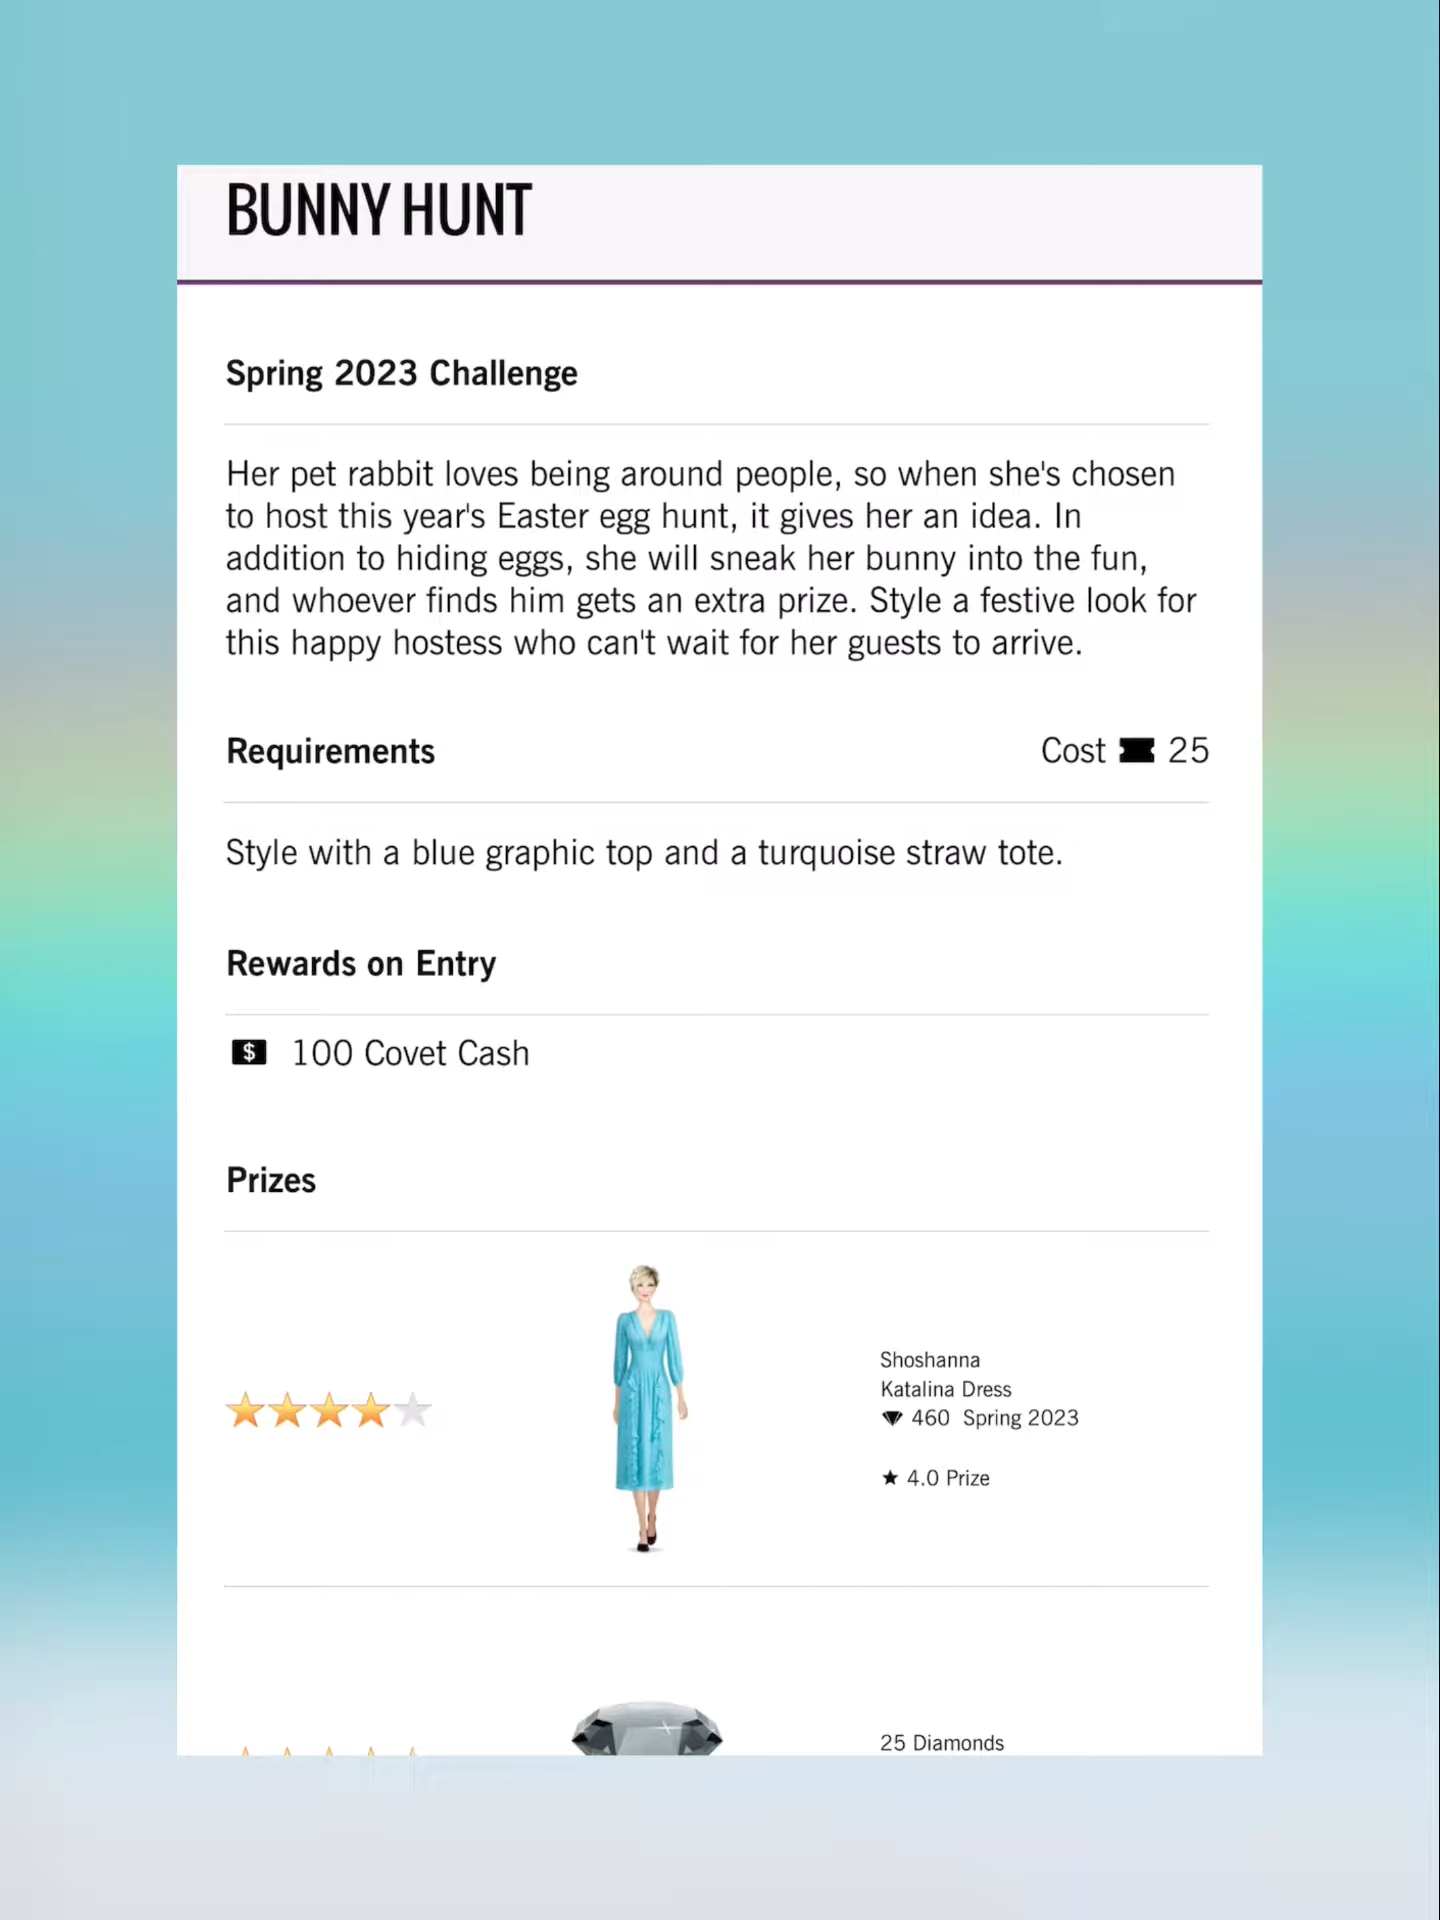 BUNNY HUNT
Spring 2023 Challenge
Her pet rabbit loves being around people, so when she's chosen
to host this year's Easter egg hunt, it gives her an idea. In
addition to hiding eggs, she will sneak her bunny into the fun,
and whoever finds him gets an extra prize. Style a festive look for
this happy hostess who can't wait for her guests to arrive.
Requirements
Cost 25
Style with a blue graphic top and a turquoise straw tote.
Rewards on Entry
$ 100 Covet Cash
Prizes
Shoshanna
Katalina Dress
460 Spring 2023
★ 4.0 Prize
25 Diamonds